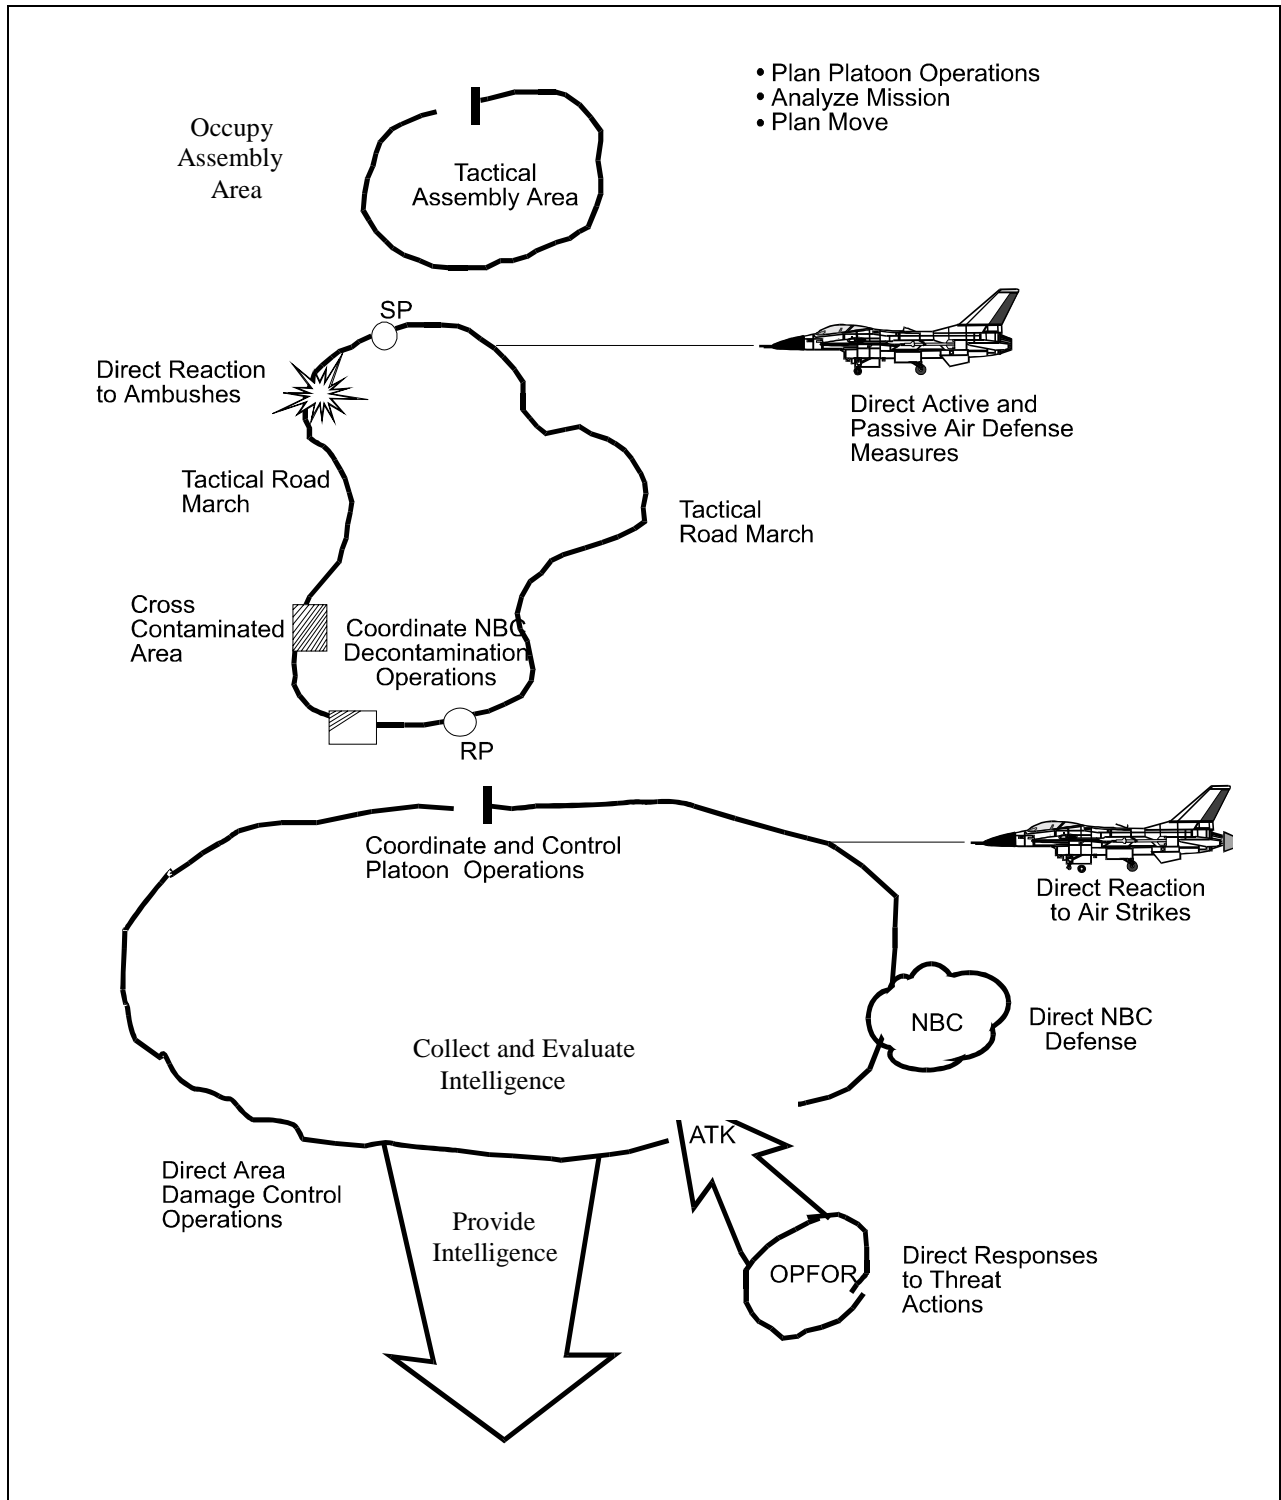 • Plan Platoon Operations
• Analyze Mission
• Plan Move
Occupy
Assembly
Area
Tactical
Assembly Area
SP
Direct Reaction
to Ambushes
Direct Active and
Passive Air Defense
Measures
Tactical Road
March
Tactical
Road March
Cross
Contaminated
Area
Coordinate NBC
Decontamination
Operations
RP
Coordinate and Control
Platoon Operations
Direct Reaction
to Air Strikes
NBC
Direct NBC
Defense
Collect and Evaluate
Intelligence
ATK
Direct Area
Damage Control
Operations
Provide
Intelligence
OPFOR
Direct Responses
to Threat
Actions